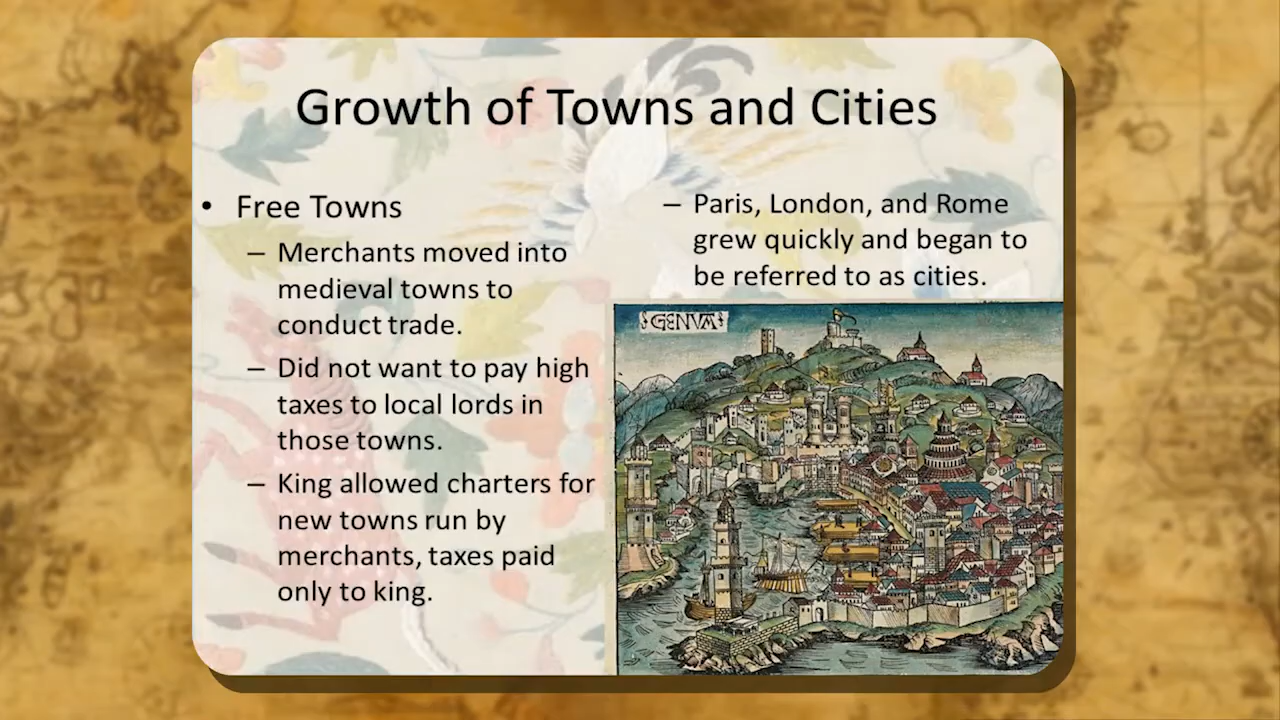 Growth of Towns and Cities
• Free Towns
– Merchants moved into
medieval towns to
conduct trade.
– Did not want to pay high
taxes to local lords in
those towns.
– King allowed charters for
new towns run by
merchants, taxes paid
only to king.
– Paris, London, and Rome
grew quickly and began to
be referred to as cities.
GENVA